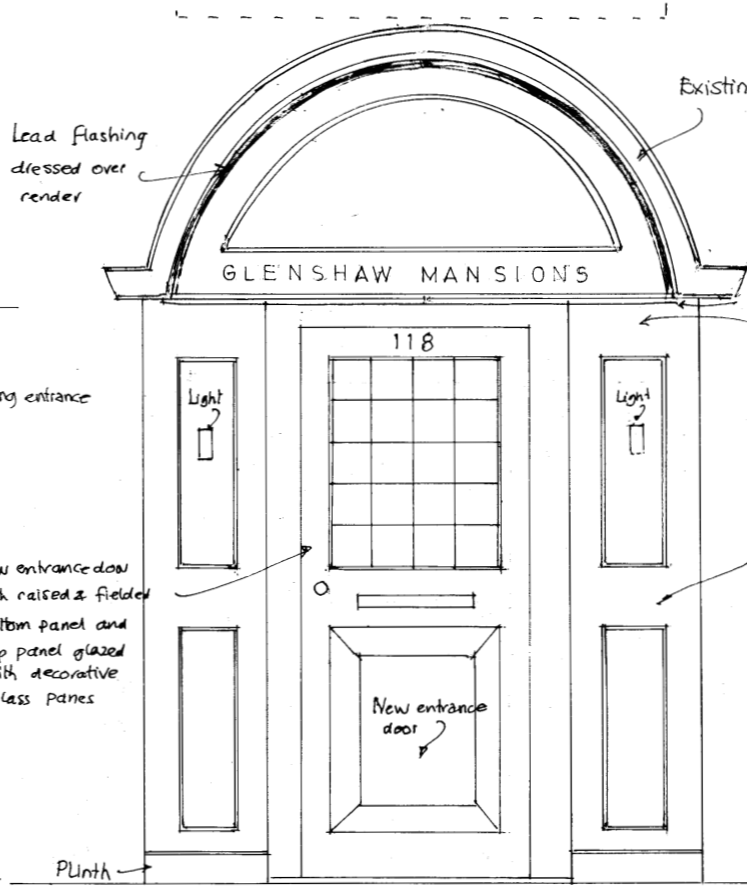 Existin
Lead flashing
dressed over
render
GLENSHAW MANSIONS
118
ng entrance
Light
Light
w entrance door
h raised & fielded
ttom panel and
p panel glazed
ith decorative
lass panes
New entrance
door
Plinth